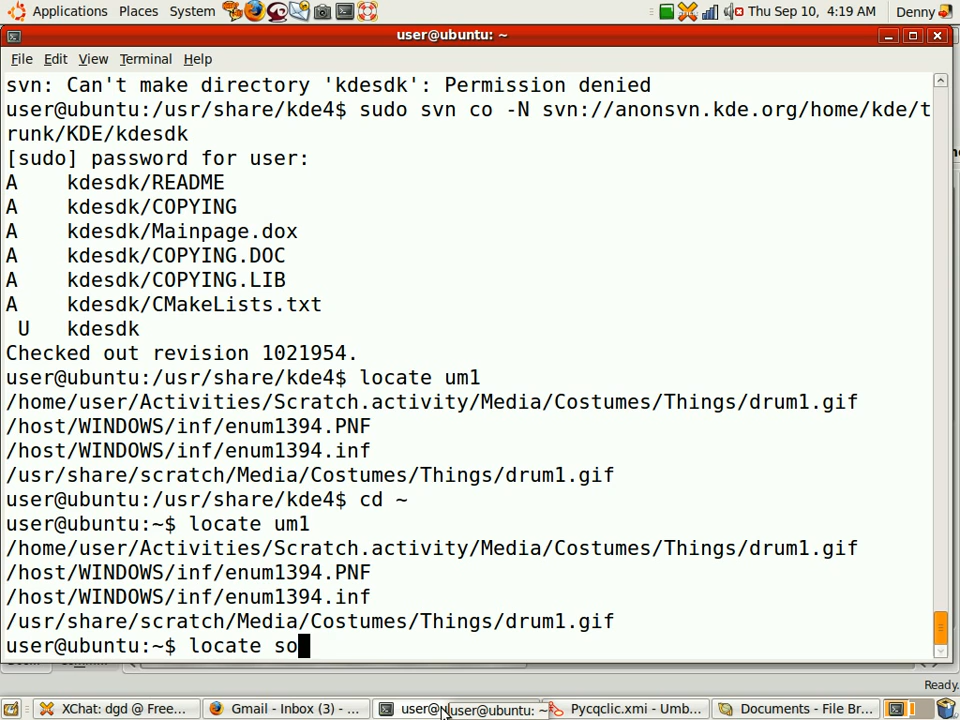 Applications Places System Thu Sep 10, 4:19 AM Denny
user@ubuntu: ~
File Edit View Terminal Help
svn: Can't make directory 'kdesdk': Permission denied
user@ubuntu:/usr/share/kde4$ sudo svn co -N svn://anonsvn.kde.org/home/kde/t
runk/KDE/kdesdk
[sudo] password for user:
A    kdesdk/README
A    kdesdk/COPYING
A    kdesdk/Mainpage.dox
A    kdesdk/COPYING.DOC
A    kdesdk/COPYING.LIB
A    kdesdk/CMakeLists.txt
 U   kdesdk
Checked out revision 1021954.
user@ubuntu:/usr/share/kde4$ locate um1
/home/user/Activities/Scratch.activity/Media/Costumes/Things/drum1.gif
/host/WINDOWS/inf/enum1394.PNF
/host/WINDOWS/inf/enum1394.inf
/usr/share/scratch/Media/Costumes/Things/drum1.gif
user@ubuntu:/usr/share/kde4$ cd ~
user@ubuntu:~$ locate um1
/home/user/Activities/Scratch.activity/Media/Costumes/Things/drum1.gif
/host/WINDOWS/inf/enum1394.PNF
/host/WINDOWS/inf/enum1394.inf
/usr/share/scratch/Media/Costumes/Things/drum1.gif
user@ubuntu:~$ locate so
Ready.
XChat: dgd @ Free... Gmail - Inbox (3) - ... user@ user@ubuntu: ~ Pycqclic.xmi - Umb... Documents - File Br...